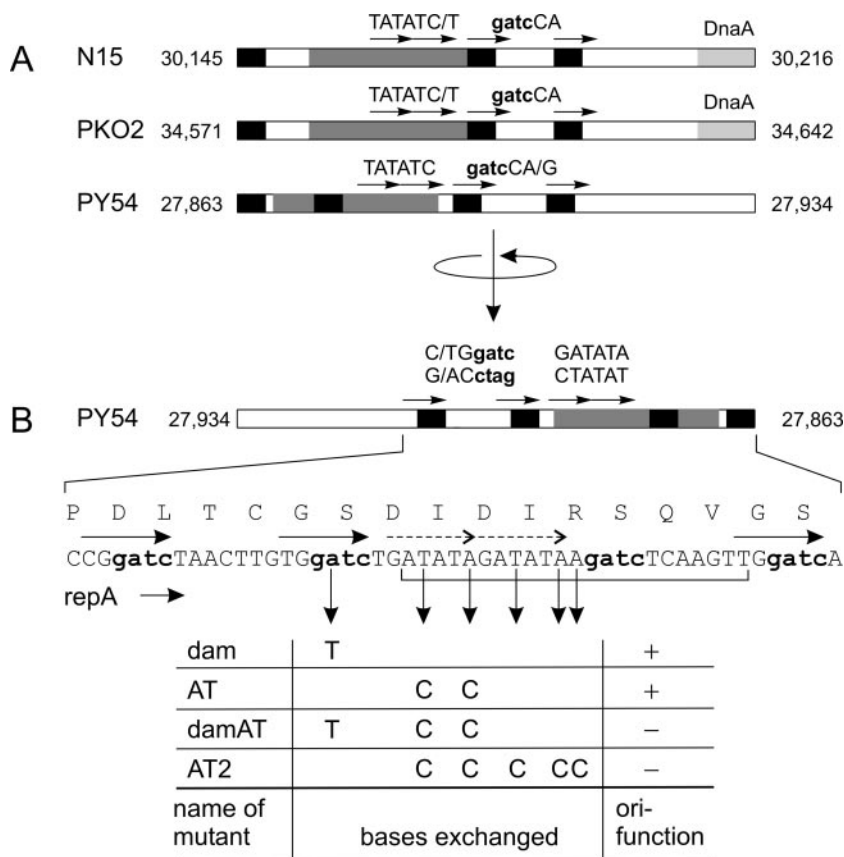 TATATC/T gatcCA DnaA
A N15 30,145 30,216
TATATC/T gatcCA DnaA
PKO2 34,571 34,642
TATATC gatcCA/G
PY54 27,863 27,934
C/TGgatc GATATA
G/ACctag CTATAT
B PY54 27,934 27,863
P D L T C G S D I D I R S Q V G S
CCGgatcTAACTTGTGgatcTGATATAGATATAAgatcTCAAGTTGgatcA
repA
dam T +
AT C C +
damAT T C C −
AT2 C C C C C −
name of mutant bases exchanged ori-function